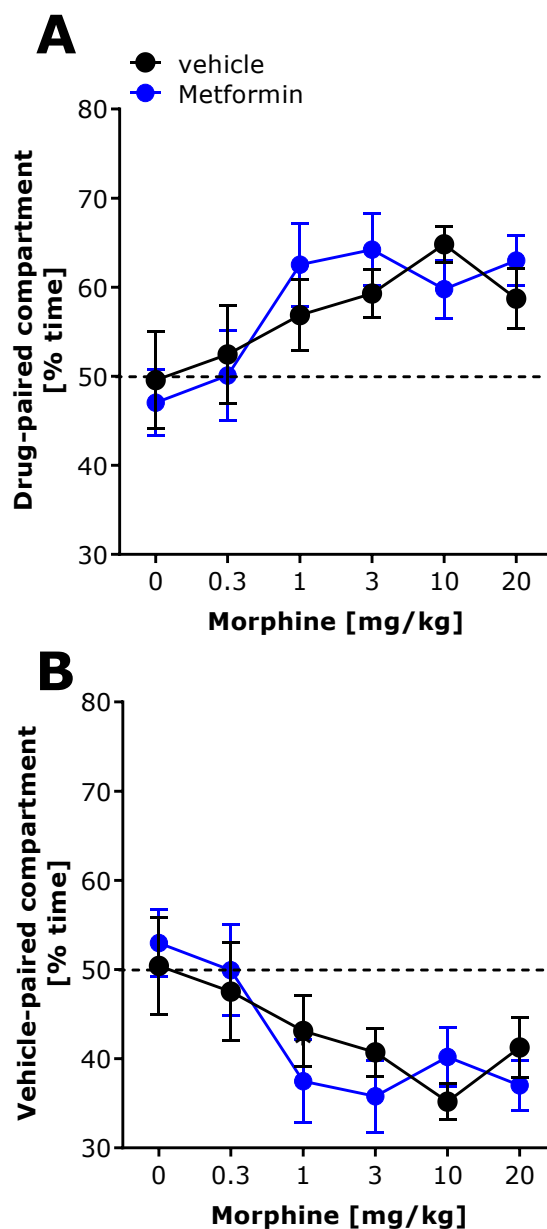 A
vehicle
Metformin
80
70
60
50
40
30
Drug-paired compartment
[% time]
0 0.3 1 3 10 20
Morphine [mg/kg]
B
80
70
60
50
40
30
Vehicle-paired compartment
[% time]
0 0.3 1 3 10 20
Morphine [mg/kg]